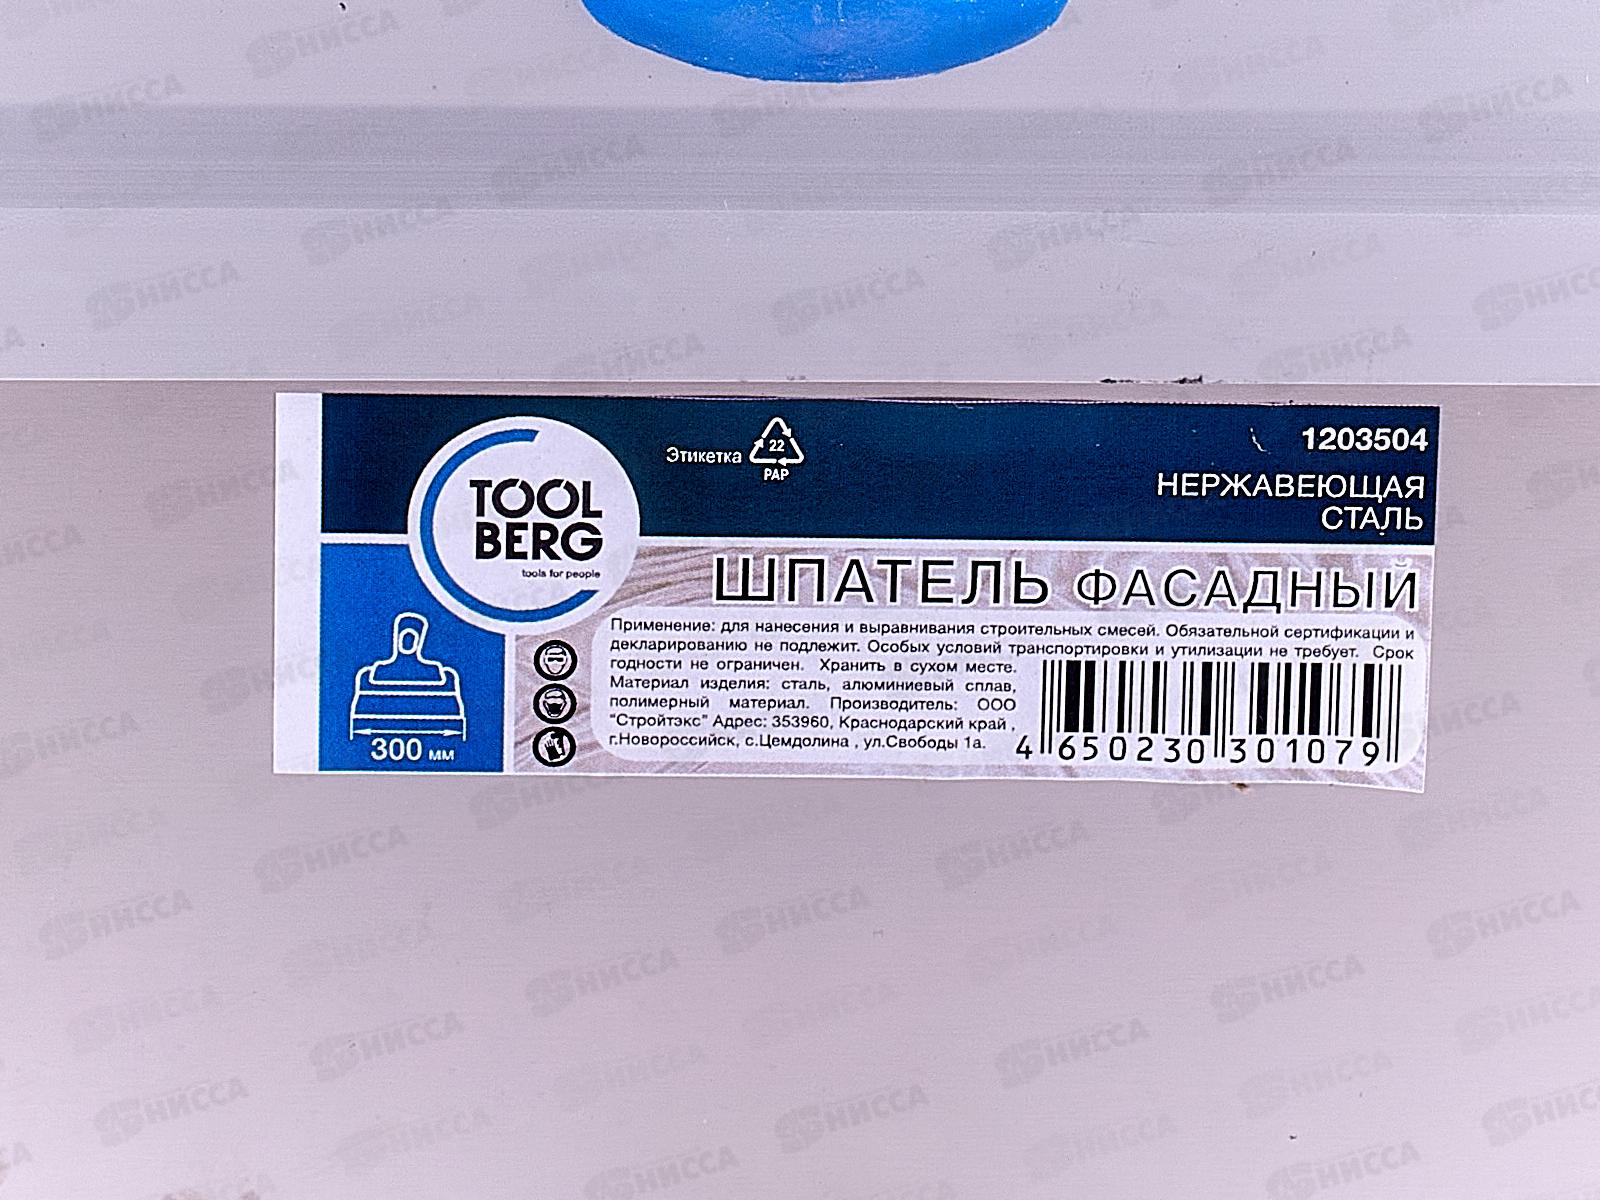 Этикетка
22
PAP
1203504
НЕРЖАВЕЮЩАЯ
СТАЛЬ
TOOL
BERG
tools for people
ШПАТЕЛЬ ФАСАДНЫЙ
Применение: для нанесения и выравнивания строительных смесей. Обязательной сертификации и
декларированию не подлежит. Особых условий транспортировки и утилизации не требует. Срок
годности не ограничен. Хранить в сухом месте.
Материал изделия: сталь, алюминиевый сплав,
полимерный материал. Производитель: ООО
"Стройтэкс" Адрес: 353960, Краснодарский край ,
г.Новороссийск, с.Цемдолина , ул.Свободы 1а.
300 мм
4 650230 301079
НИССА